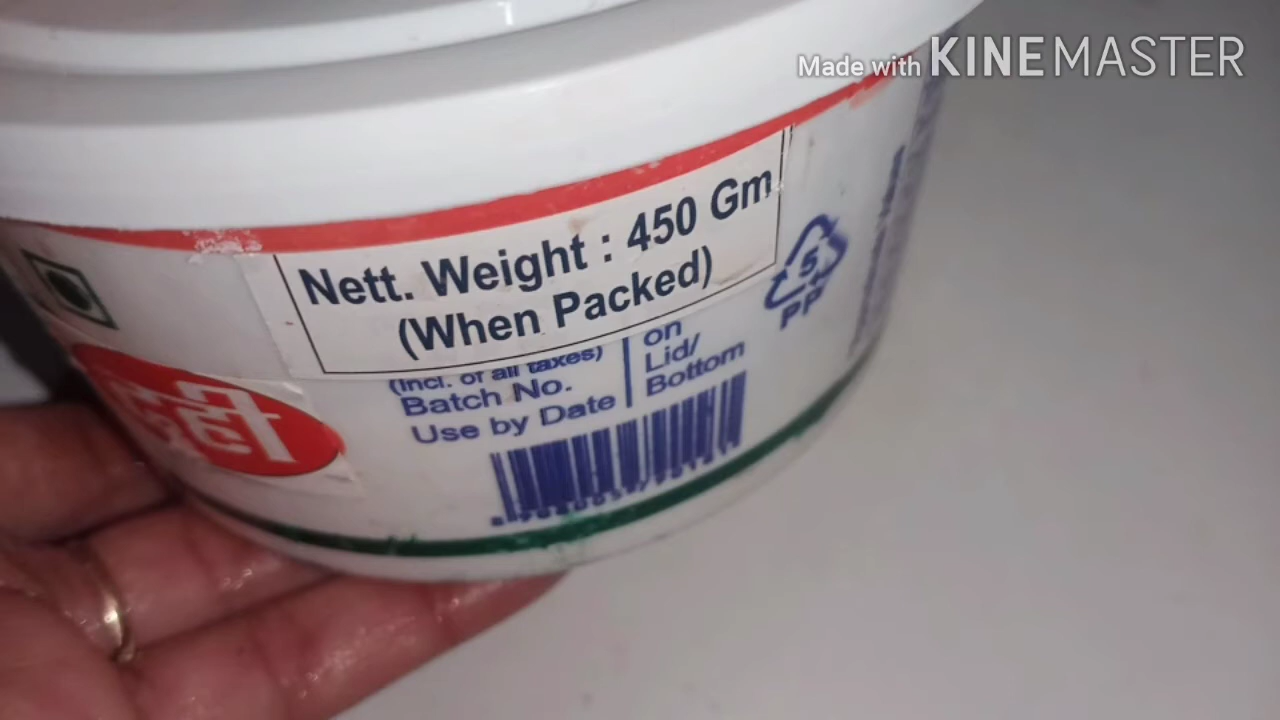 Made with KINEMASTER
Nett. Weight : 450 Gm
(When Packed)
(Incl. of all taxes)
Batch No.
Use by Date
on
Lid/
Bottom
5
PP